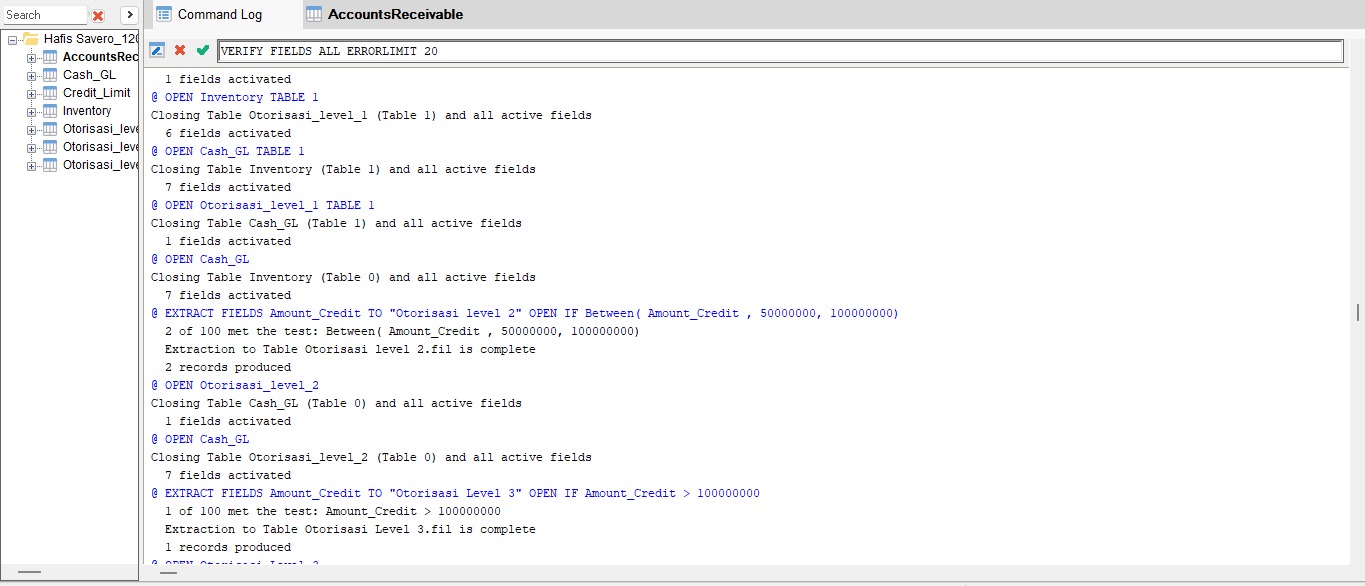 Search
Command Log
AccountsReceivable
Hafis Savero_120
AccountsRec
Cash_GL
Credit_Limit
Inventory
Otorisasi_leve
Otorisasi_leve
Otorisasi_leve
VERIFY FIELDS ALL ERRORLIMIT 20
1 fields activated
@ OPEN Inventory TABLE 1
Closing Table Otorisasi_level_1 (Table 1) and all active fields
6 fields activated
@ OPEN Cash_GL TABLE 1
Closing Table Inventory (Table 1) and all active fields
7 fields activated
@ OPEN Otorisasi_level_1 TABLE 1
Closing Table Cash_GL (Table 1) and all active fields
1 fields activated
@ OPEN Cash_GL
Closing Table Inventory (Table 0) and all active fields
7 fields activated
@ EXTRACT FIELDS Amount_Credit TO "Otorisasi level 2" OPEN IF Between( Amount_Credit , 50000000, 100000000)
2 of 100 met the test: Between( Amount_Credit , 50000000, 100000000)
Extraction to Table Otorisasi level 2.fil is complete
2 records produced
@ OPEN Otorisasi_level_2
Closing Table Cash_GL (Table 0) and all active fields
1 fields activated
@ OPEN Cash_GL
Closing Table Otorisasi_level_2 (Table 0) and all active fields
7 fields activated
@ EXTRACT FIELDS Amount_Credit TO "Otorisasi Level 3" OPEN IF Amount_Credit > 100000000
1 of 100 met the test: Amount_Credit > 100000000
Extraction to Table Otorisasi Level 3.fil is complete
1 records produced
@ OPEN Otorisasi_Level_3